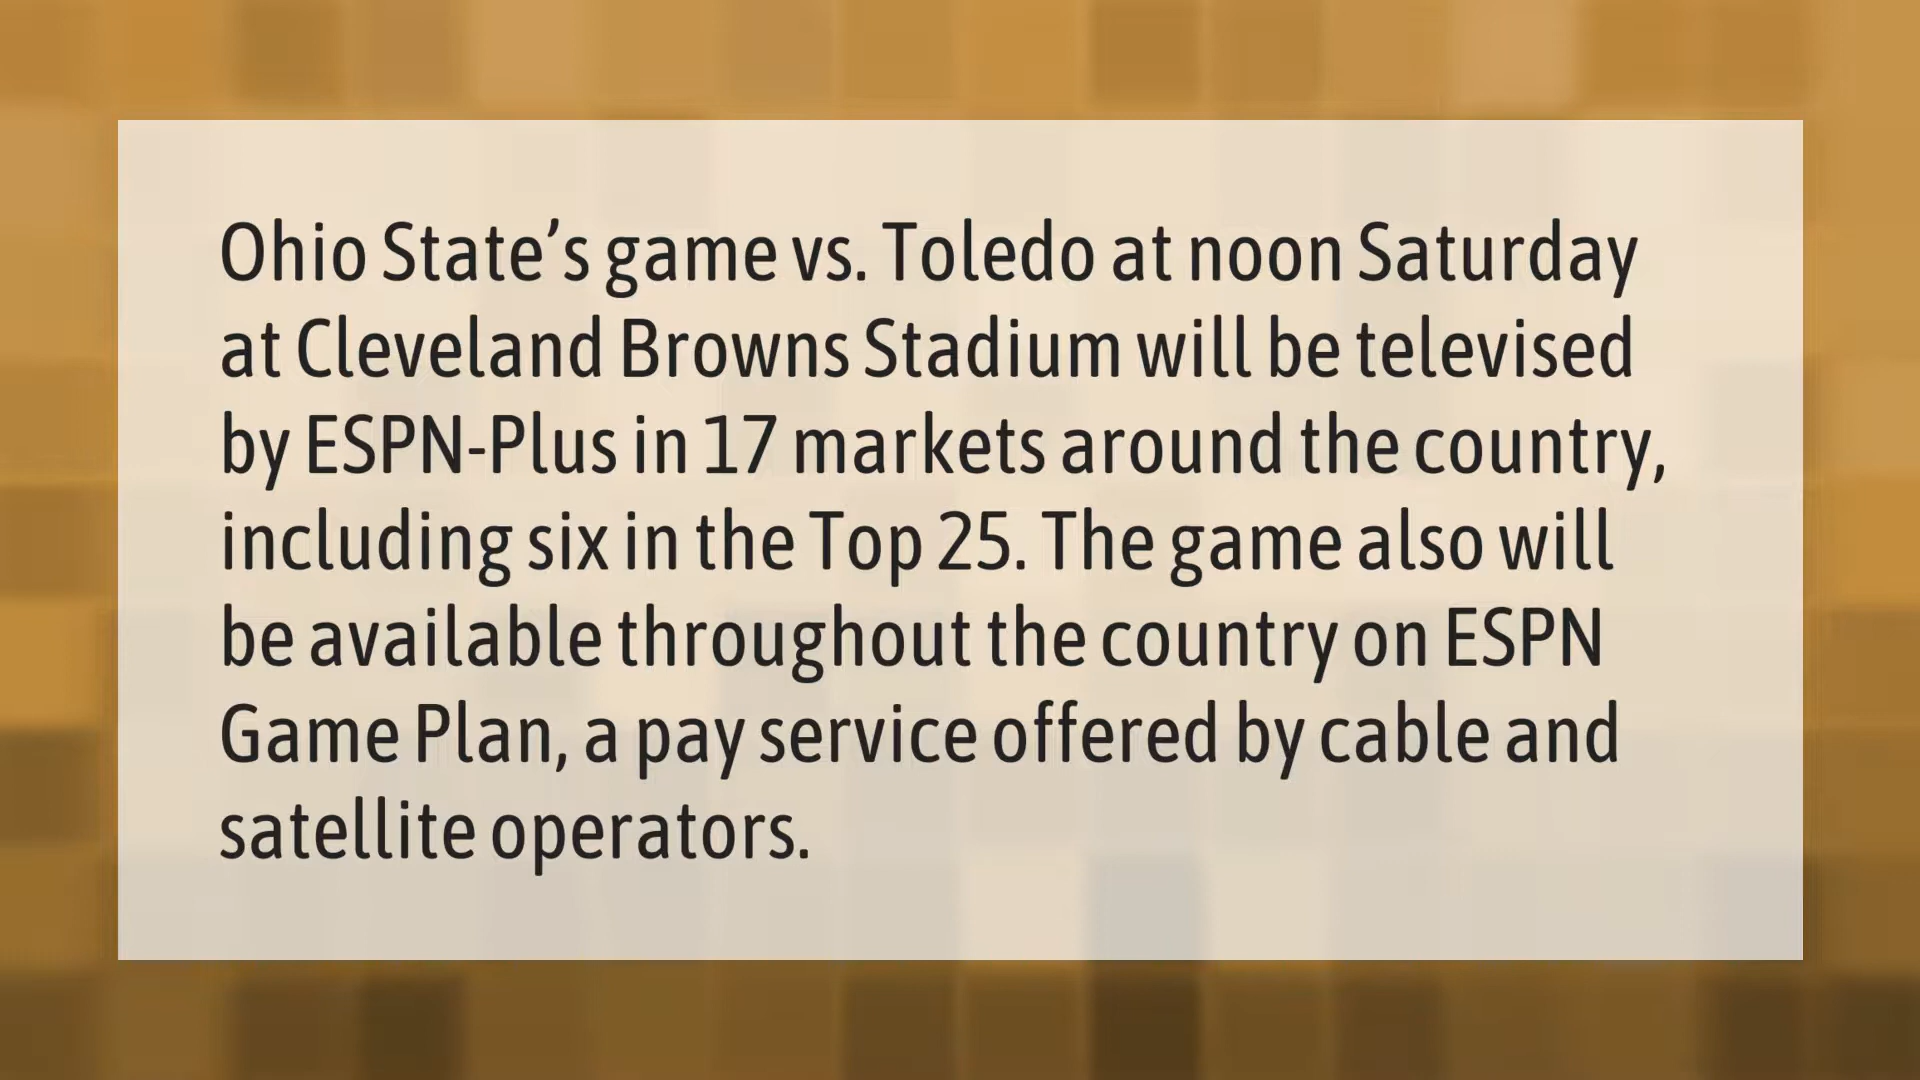 Ohio State’s game vs. Toledo at noon Saturday
at Cleveland Browns Stadium will be televised
by ESPN-Plus in 17 markets around the country,
including six in the Top 25. The game also will
be available throughout the country on ESPN
Game Plan, a pay service offered by cable and
satellite operators.